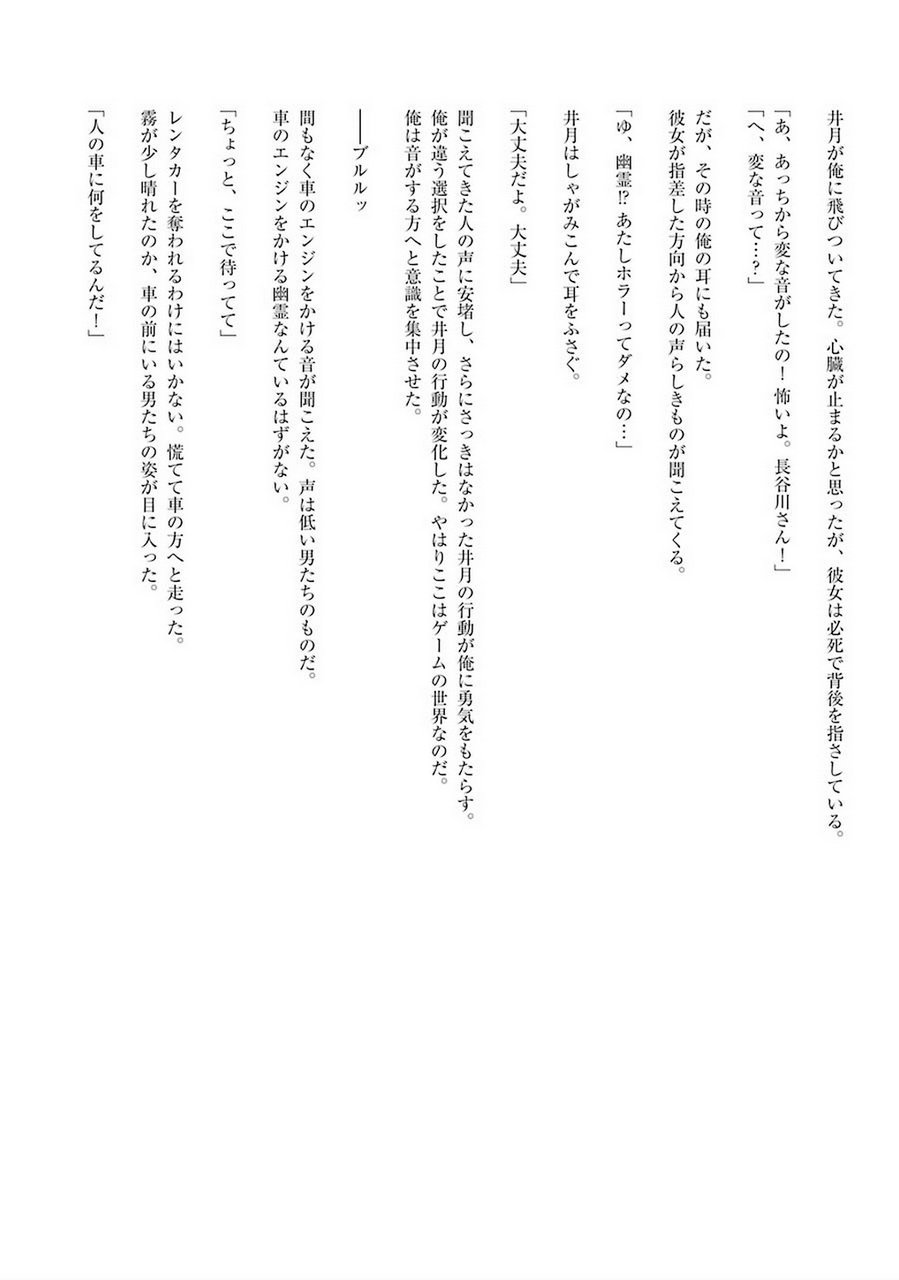 井月が俺に飛びついてきた。心臓が止まるかと思ったが、彼女は必死で背後を指さしている。
「あ、あっちから変な音がしたの！ 怖いよ。長谷川さん！」
「へ、変な音って…？」
だが、その時の俺の耳にも届いた。
彼女が指差した方向から人の声らしきものが聞こえてくる。
「ゆ、幽霊⁉ あたしホラーってダメなの…」
井月はしゃがみこんで耳をふさぐ。
「大丈夫だよ。大丈夫」
聞こえてきた人の声に安堵し、さらにさっきはなかった井月の行動が俺に勇気をもたらす。
俺が違う選択をしたことで井月の行動が変化した。やはりここはゲームの世界なのだ。
俺は音がする方へと意識を集中させた。
――ブルルッ
間もなく車のエンジンをかける音が聞こえた。声は低い男たちのものだ。
車のエンジンをかける幽霊なんているはずがない。
「ちょっと、ここで待ってて」
レンタカーを奪われるわけにはいかない。慌てて車の方へと走った。
霧が少し晴れたのか、車の前にいる男たちの姿が目に入った。
「人の車に何をしてるんだ！」